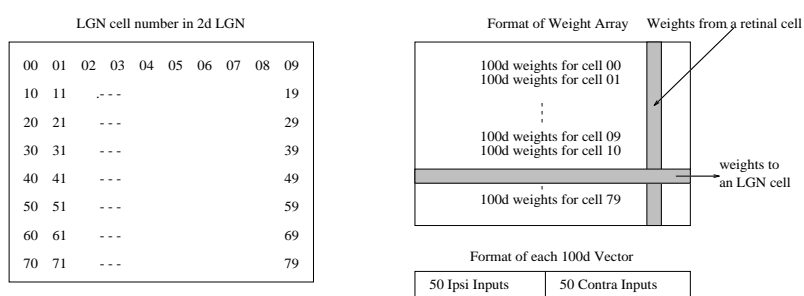 LGN cell number in 2d LGN
00 01 02 03 04 05 06 07 08 09
10 11 .--- 19
20 21 --- 29
30 31 --- 39
40 41 --- 49
50 51 --- 59
60 61 --- 69
70 71 --- 79
Format of Weight Array
Weights from a retinal cell
100d weights for cell 00
100d weights for cell 01
100d weights for cell 09
100d weights for cell 10
weights to
an LGN cell
100d weights for cell 79
Format of each 100d Vector
50 Ipsi Inputs 50 Contra Inputs